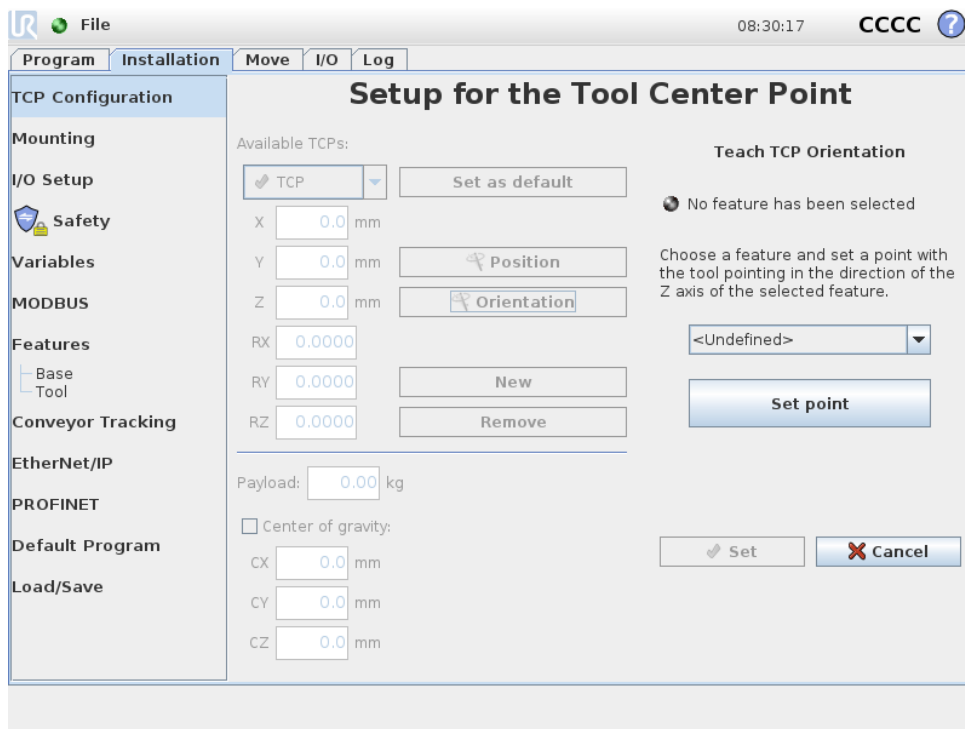 UR File 08:30:17 CCCC ?
Program Installation Move I/O Log
TCP Configuration
Mounting
I/O Setup
Safety
Variables
MODBUS
Features
Base
Tool
Conveyor Tracking
EtherNet/IP
PROFINET
Default Program
Load/Save
Setup for the Tool Center Point
Available TCPs:
TCP Set as default
X 0.0 mm
Y 0.0 mm Position
Z 0.0 mm Orientation
RX 0.0000
RY 0.0000 New
RZ 0.0000 Remove
Payload: 0.00 kg
Center of gravity:
CX 0.0 mm
CY 0.0 mm
CZ 0.0 mm
Teach TCP Orientation
No feature has been selected
Choose a feature and set a point with
the tool pointing in the direction of the
Z axis of the selected feature.
<Undefined>
Set point
Set Cancel